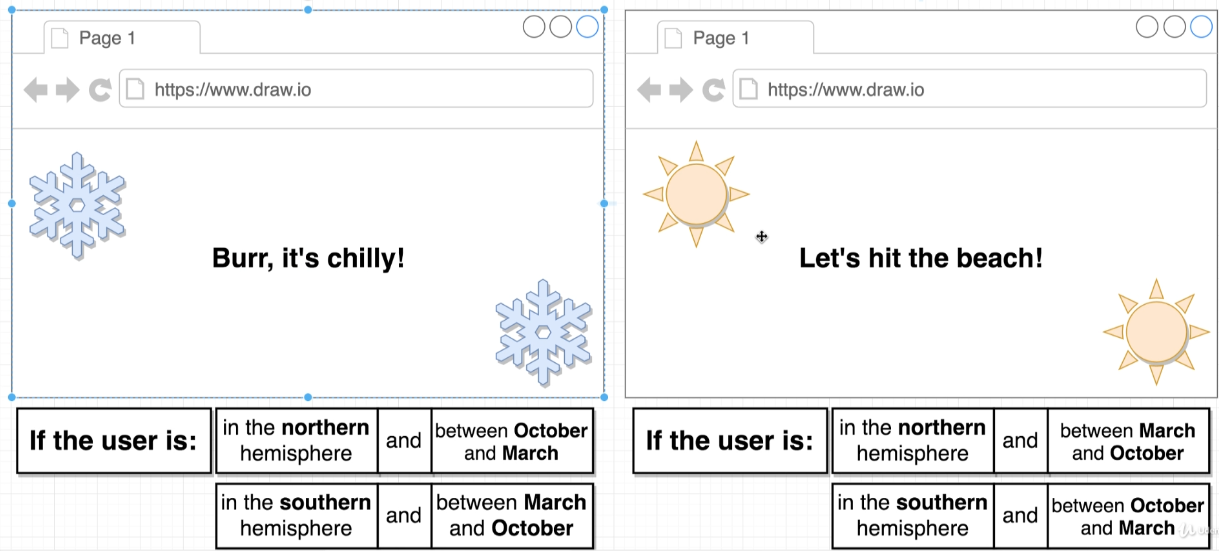 Page 1
https://www.draw.io
Burr, it's chilly!
If the user is:
in the northern
hemisphere
and
between October
and March
in the southern
hemisphere
and
between March
and October
Page 1
https://www.draw.io
Let's hit the beach!
If the user is:
in the northern
hemisphere
and
between March
and October
in the southern
hemisphere
and
between October
and March